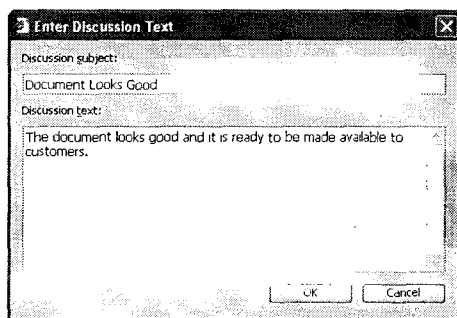 Enter Discussion Text
Discussion subject:
Document Looks Good
Discussion text:
The document looks good and it is ready to be made available to
customers.
OK
Cancel